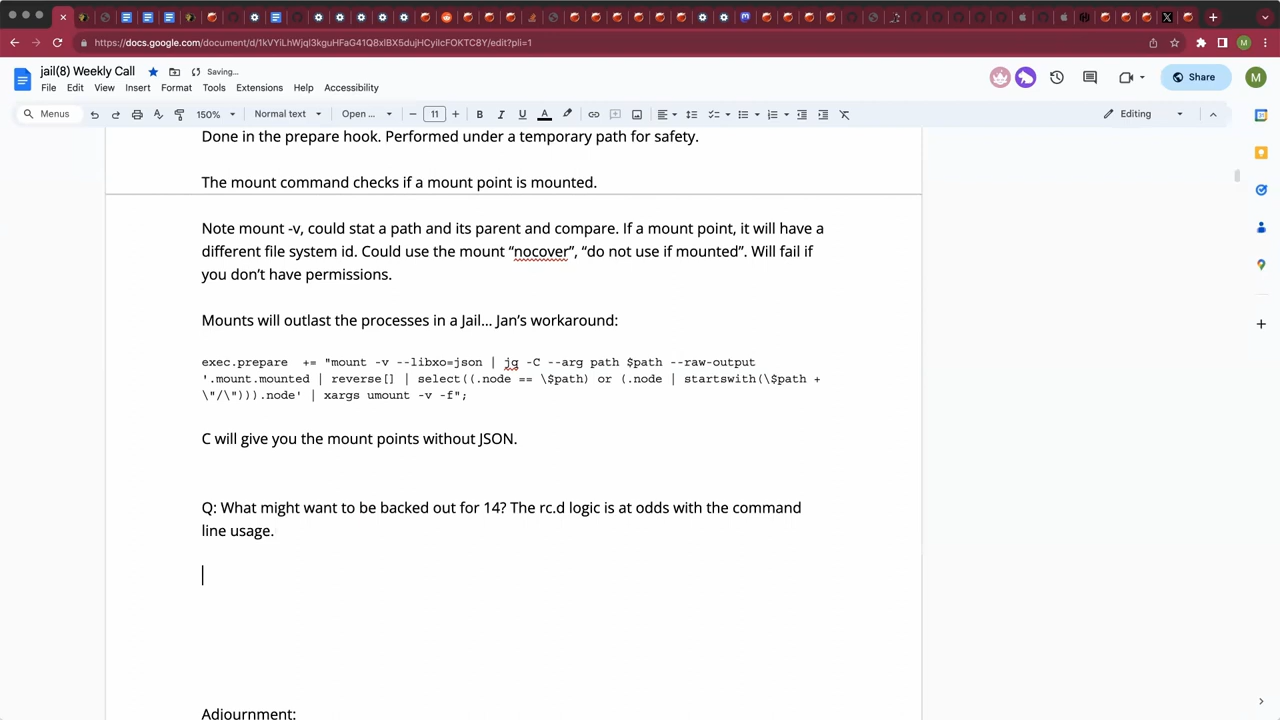 https://docs.google.com/document/d/1kVYiLhWjqI3kguHFaG41Q8xlBX5dujHCyiIcFOKTC8Y/edit?pli=1
M
jail(8) Weekly Call
Saving…
File Edit View Insert Format Tools Extensions Help Accessibility
Share
M
Menus
150%
Normal text
Open ...
11
B I U A
Editing
Done in the prepare hook. Performed under a temporary path for safety.
The mount command checks if a mount point is mounted.
Note mount -v, could stat a path and its parent and compare. If a mount point, it will have a
different file system id. Could use the mount “nocover”, “do not use if mounted”. Will fail if
you don’t have permissions.
Mounts will outlast the processes in a Jail… Jan’s workaround:
exec.prepare += "mount -v --libxo=json | jq -C --arg path $path --raw-output
'.mount.mounted | reverse[] | select((.node == \$path) or (.node | startswith(\$path +
\"/\"))).node' | xargs umount -v -f";
C will give you the mount points without JSON.
Q: What might want to be backed out for 14? The rc.d logic is at odds with the command
line usage.
Adjournment: